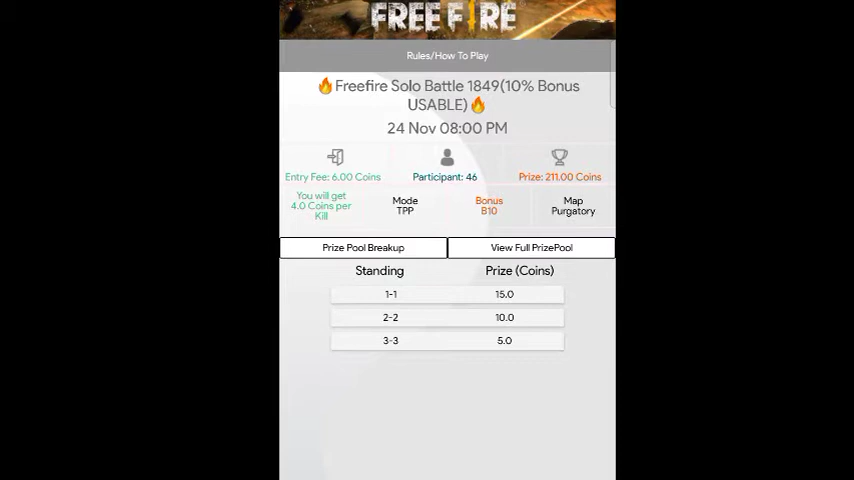 FREE FIRE
Rules/How To Play
🔥Freefire Solo Battle 1849(10% Bonus
USABLE)🔥
24 Nov 08:00 PM
Entry Fee: 6.00 Coins
Participant: 46
Prize: 211.00 Coins
You will get
4.0 Coins per
Kill
Mode
TPP
Bonus
B10
Map
Purgatory
Prize Pool Breakup
View Full PrizePool
Standing
Prize (Coins)
1-1
15.0
2-2
10.0
3-3
5.0